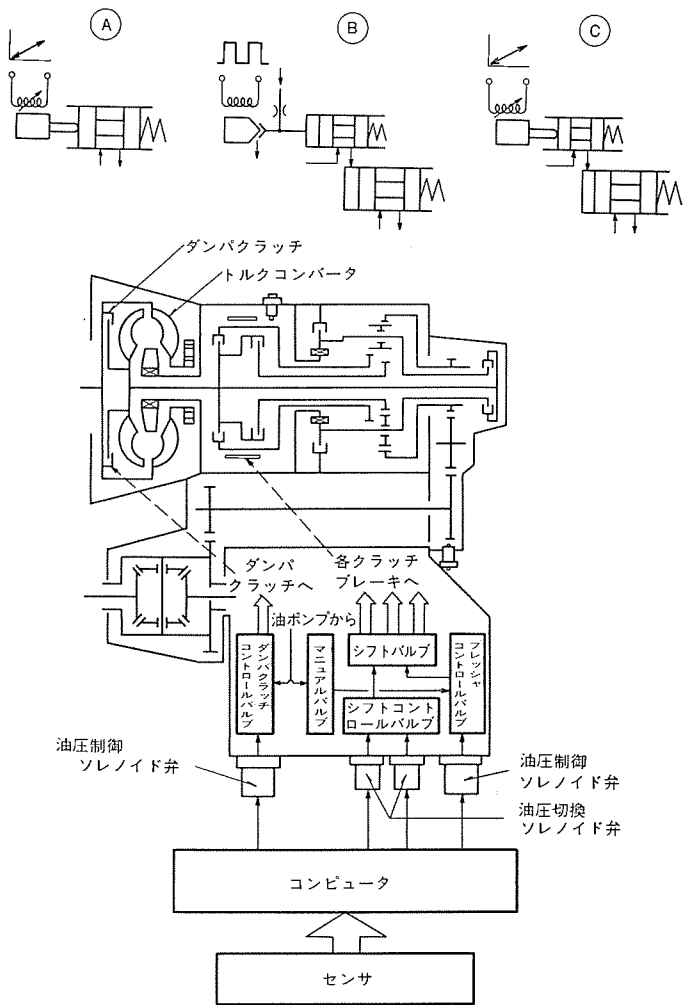 A
B
C
ダンパクラッチ
トルクコンバータ
ダンパ
クラッチへ
各クラッチ
ブレーキへ
油ポンプから
ダンパクラッチ
コントロールバルブ
マニュアルバルブ
シフトバルブ
シフトコント
ロールバルブ
プレッシャ
コントロールバルブ
油圧制御
ソレノイド弁
油圧制御
ソレノイド弁
油圧切換
ソレノイド弁
コンピュータ
センサ